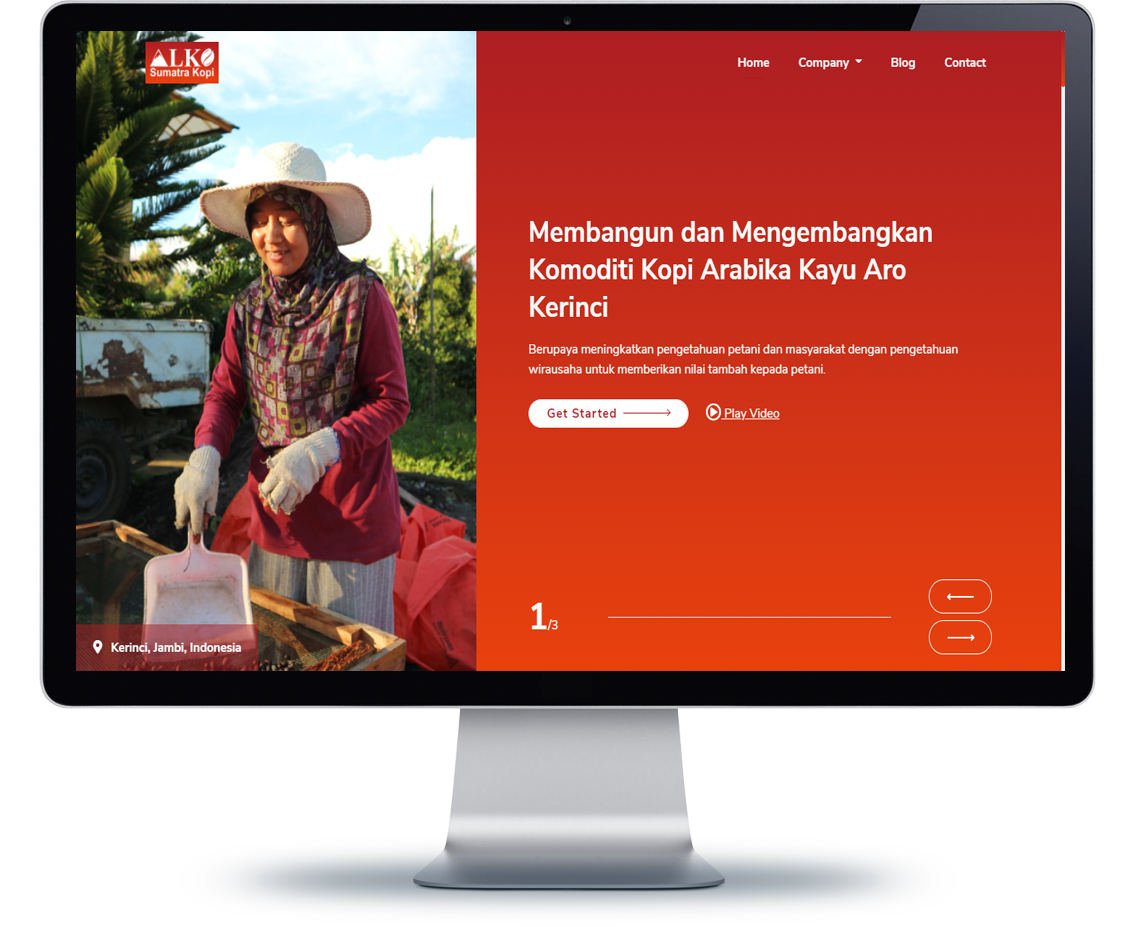 ALKO
Sumatra Kopi
Home
Company
Blog
Contact
Membangun dan Mengembangkan
Komoditi Kopi Arabika Kayu Aro
Kerinci
Berupaya meningkatkan pengetahuan petani dan masyarakat dengan pengetahuan
wirausaha untuk memberikan nilai tambah kepada petani.
Get Started
Play Video
1/3
Kerinci, Jambi, Indonesia